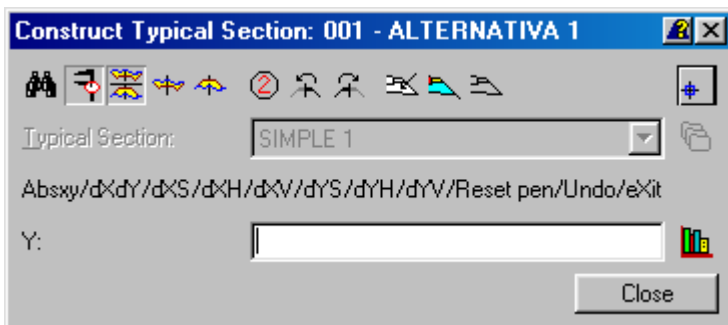 Construct Typical Section: 001 - ALTERNATIVA 1
2
Typical Section: SIMPLE 1
Absxy/dXdY/dXS/dXH/dXV/dYS/dYH/dYV/Reset pen/Undo/eXit
Y:
Close